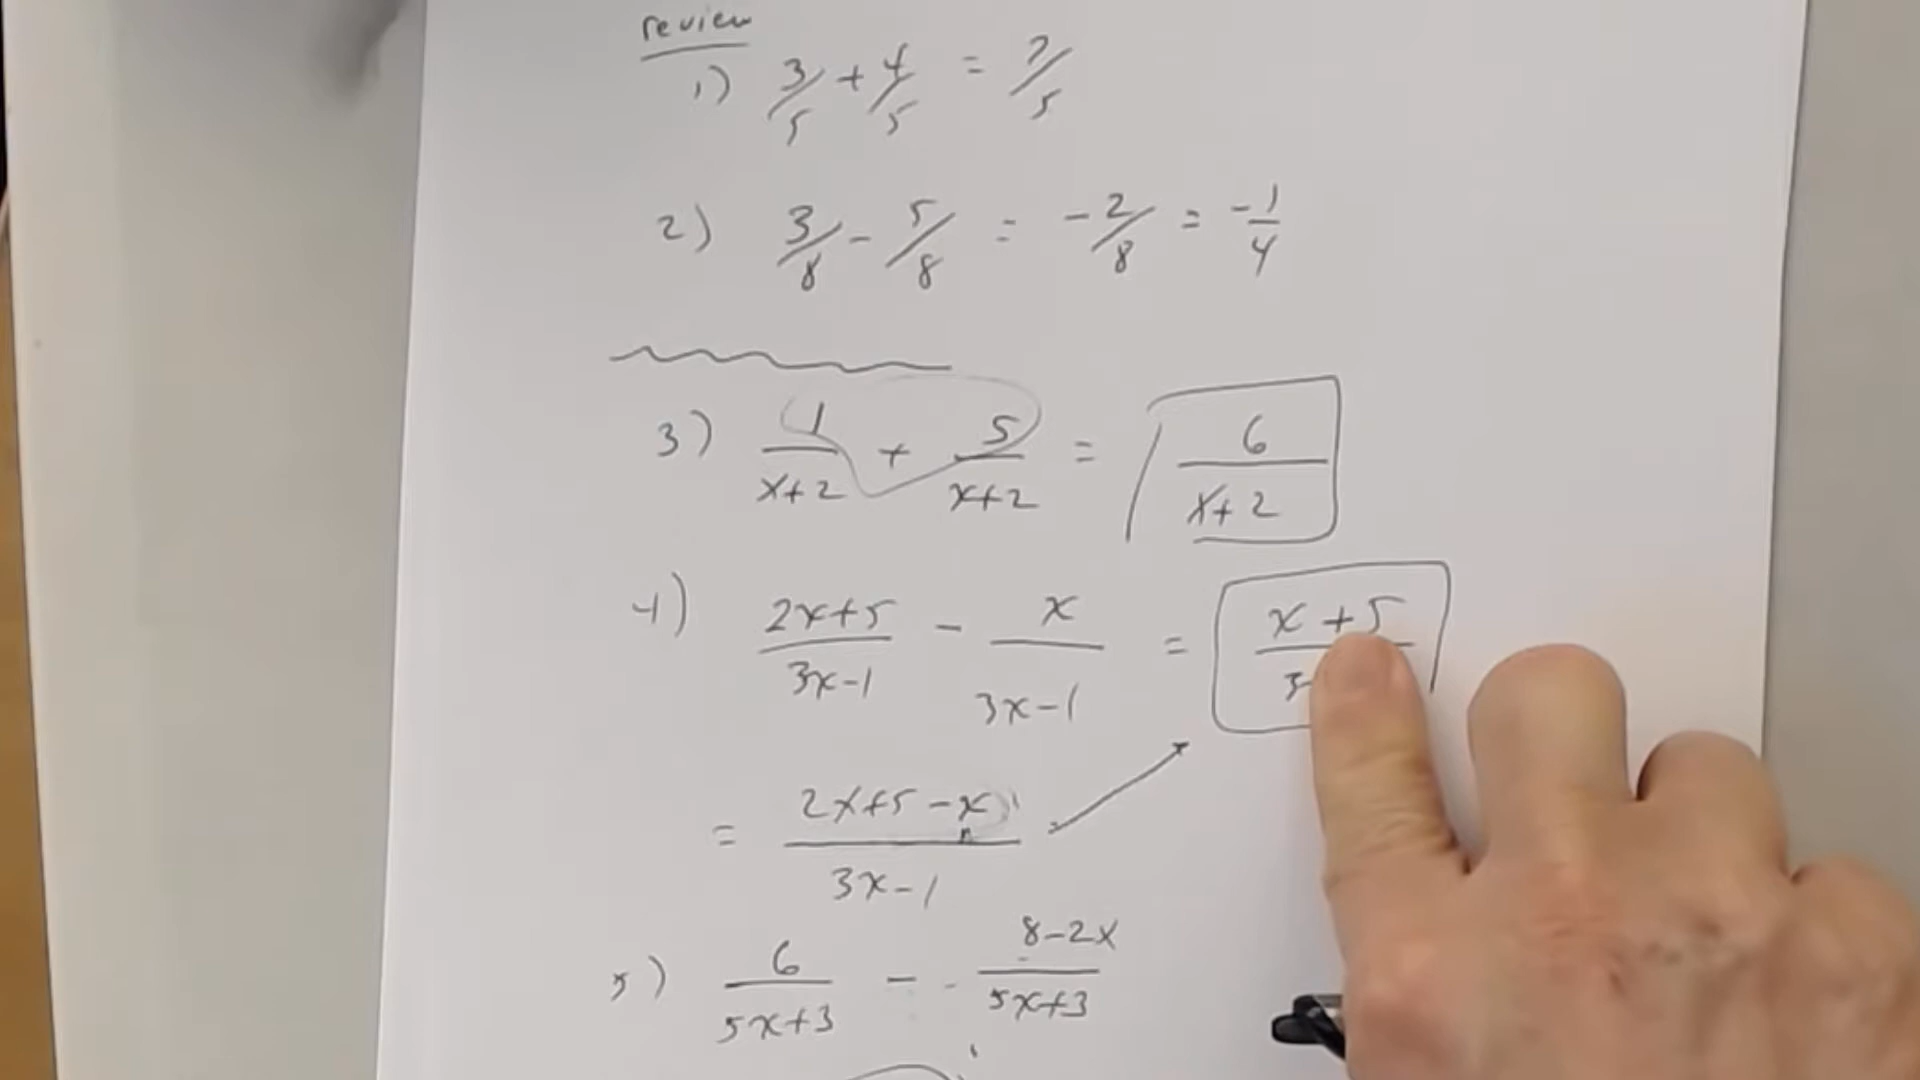 review
1) 3/5 + 4/5 = 7/5
2) 3/8 - 5/8 = -2/8 = -1/4
3) 1/x+2 + 5/x+2 = 6/x+2
4) 2x+5/3x-1 - x/3x-1 = x+5/3
= 2x+5-x/3x-1
5) 6/5x+3 - 8-2x/5x+3